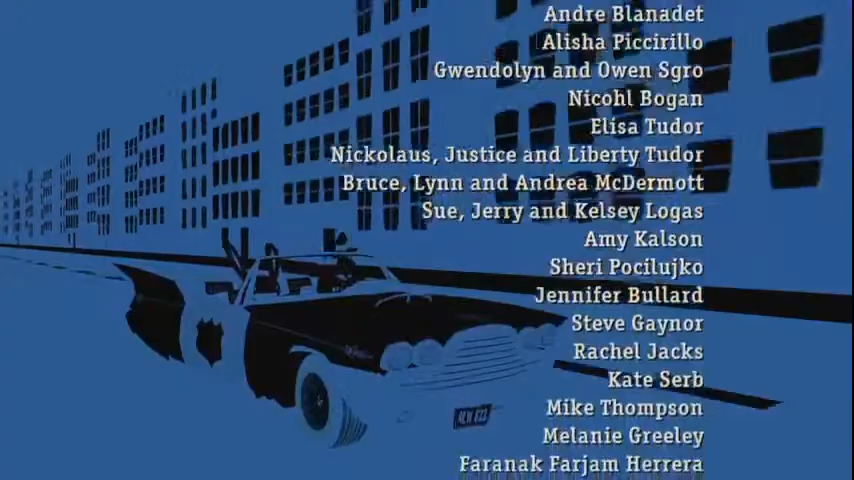 Andre Blanadet
Alisha Piccirillo
Gwendolyn and Owen Sgro
Nicohl Bogan
Elisa Tudor
Nickolaus, Justice and Liberty Tudor
Bruce, Lynn and Andrea McDermott
Sue, Jerry and Kelsey Logas
Amy Kalson
Sheri Pocilujko
Jennifer Bullard
Steve Gaynor
Rachel Jacks
Kate Serb
Mike Thompson
Melanie Greeley
Faranak Farjam Herrera